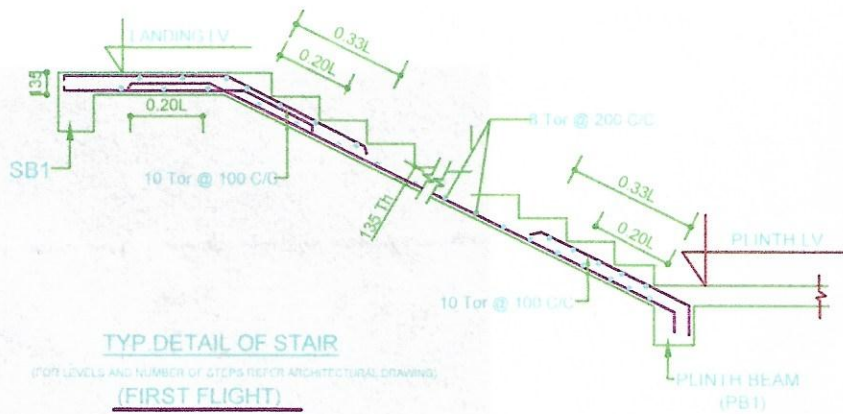 LANDING LV
0.33L
0.20L
135
0.20L
SB1
10 Tor @ 100 C/C
8 Tor @ 200 C/C
135 Th
0.33L
0.20L
PLINTH LV
10 Tor @ 100 C/C
TYP.DETAIL OF STAIR
(FOR LEVELS AND NUMBER OF STEPS REFER ARCHITECTURAL DRAWING)
(FIRST FLIGHT)
PLINTH BEAM
(PB1)